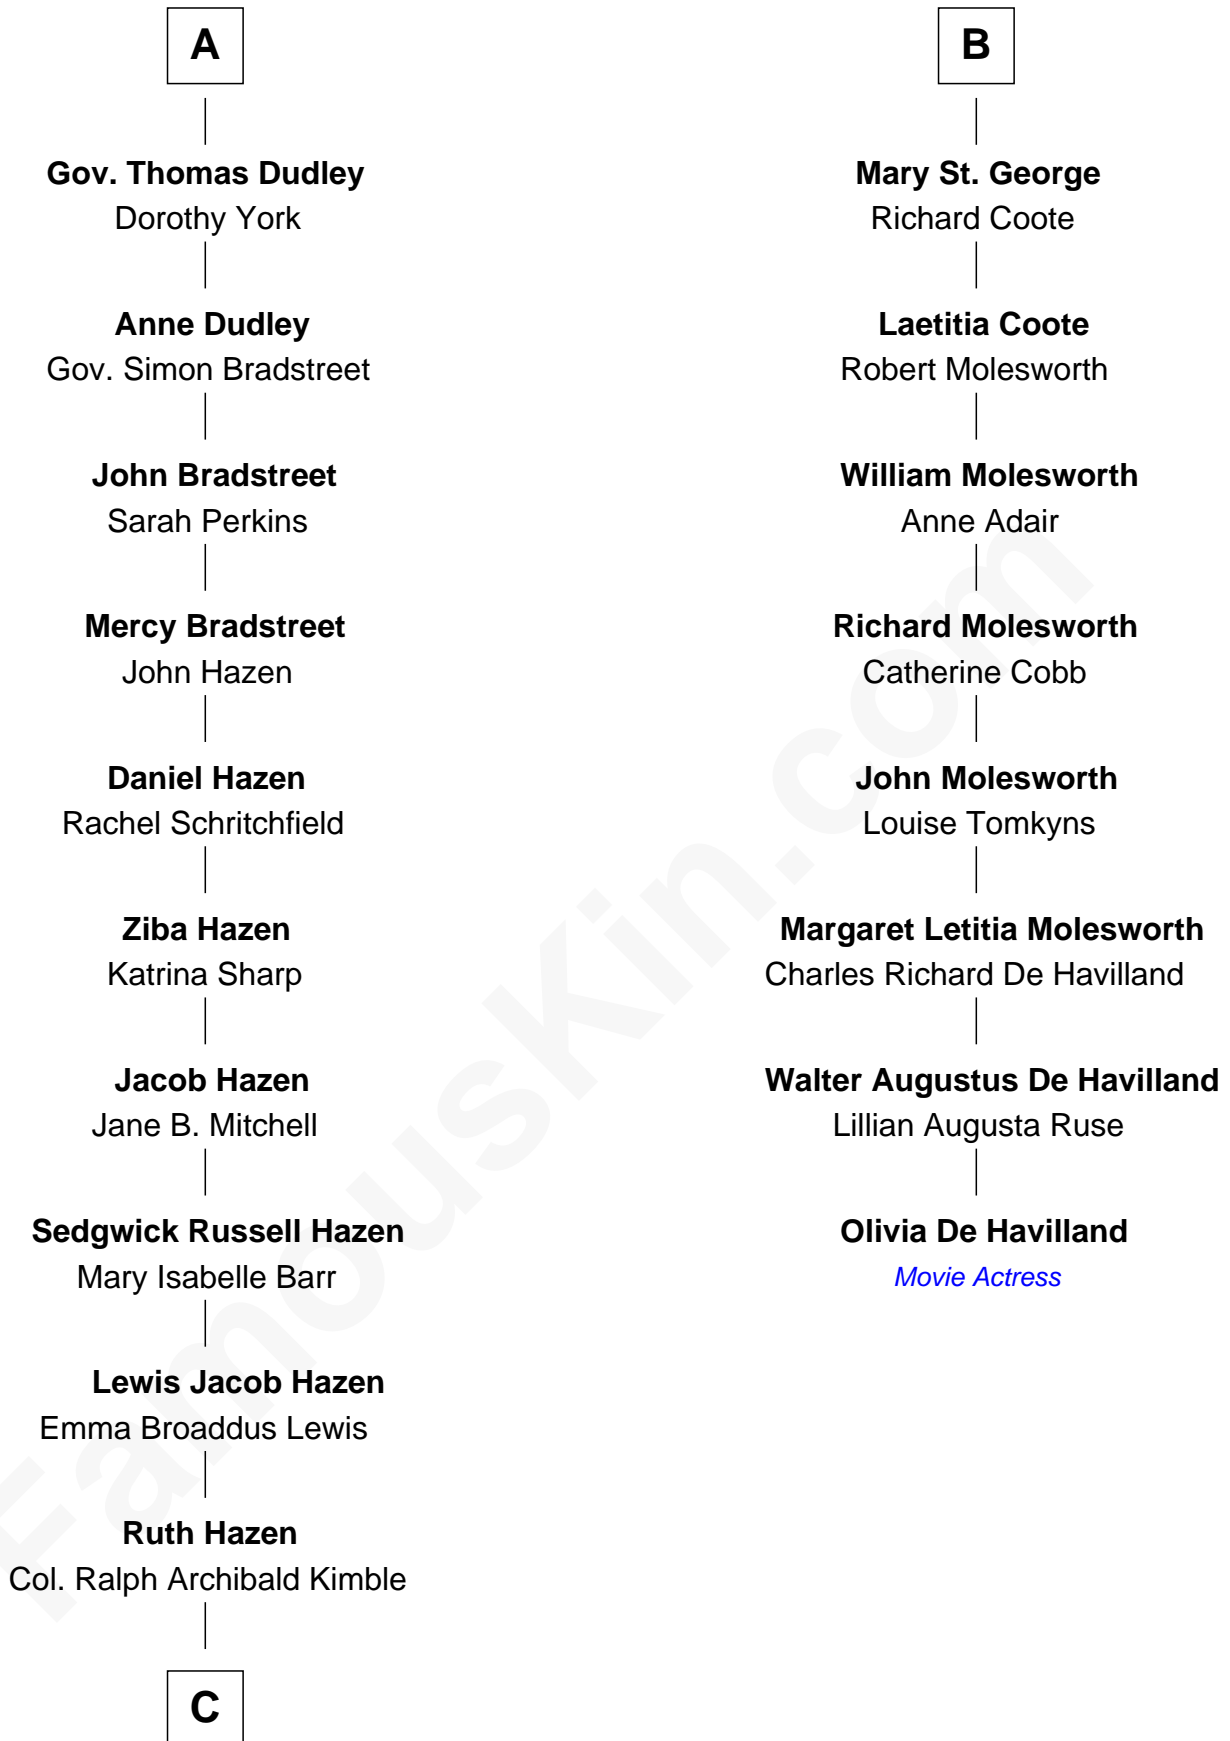 A
Gov. Thomas Dudley
Dorothy York
Anne Dudley
Gov. Simon Bradstreet
John Bradstreet
Sarah Perkins
Mercy Bradstreet
John Hazen
Daniel Hazen
Rachel Schritchfield
Ziba Hazen
Katrina Sharp
Jacob Hazen
Jane B. Mitchell
Sedgwick Russell Hazen
Mary Isabelle Barr
Lewis Jacob Hazen
Emma Broaddus Lewis
Ruth Hazen
Col. Ralph Archibald Kimble
C
B
Mary St. George
Richard Coote
Laetitia Coote
Robert Molesworth
William Molesworth
Anne Adair
Richard Molesworth
Catherine Cobb
John Molesworth
Louise Tomkyns
Margaret Letitia Molesworth
Charles Richard De Havilland
Walter Augustus De Havilland
Lillian Augusta Ruse
Olivia De Havilland
Movie Actress
FamousKin.com